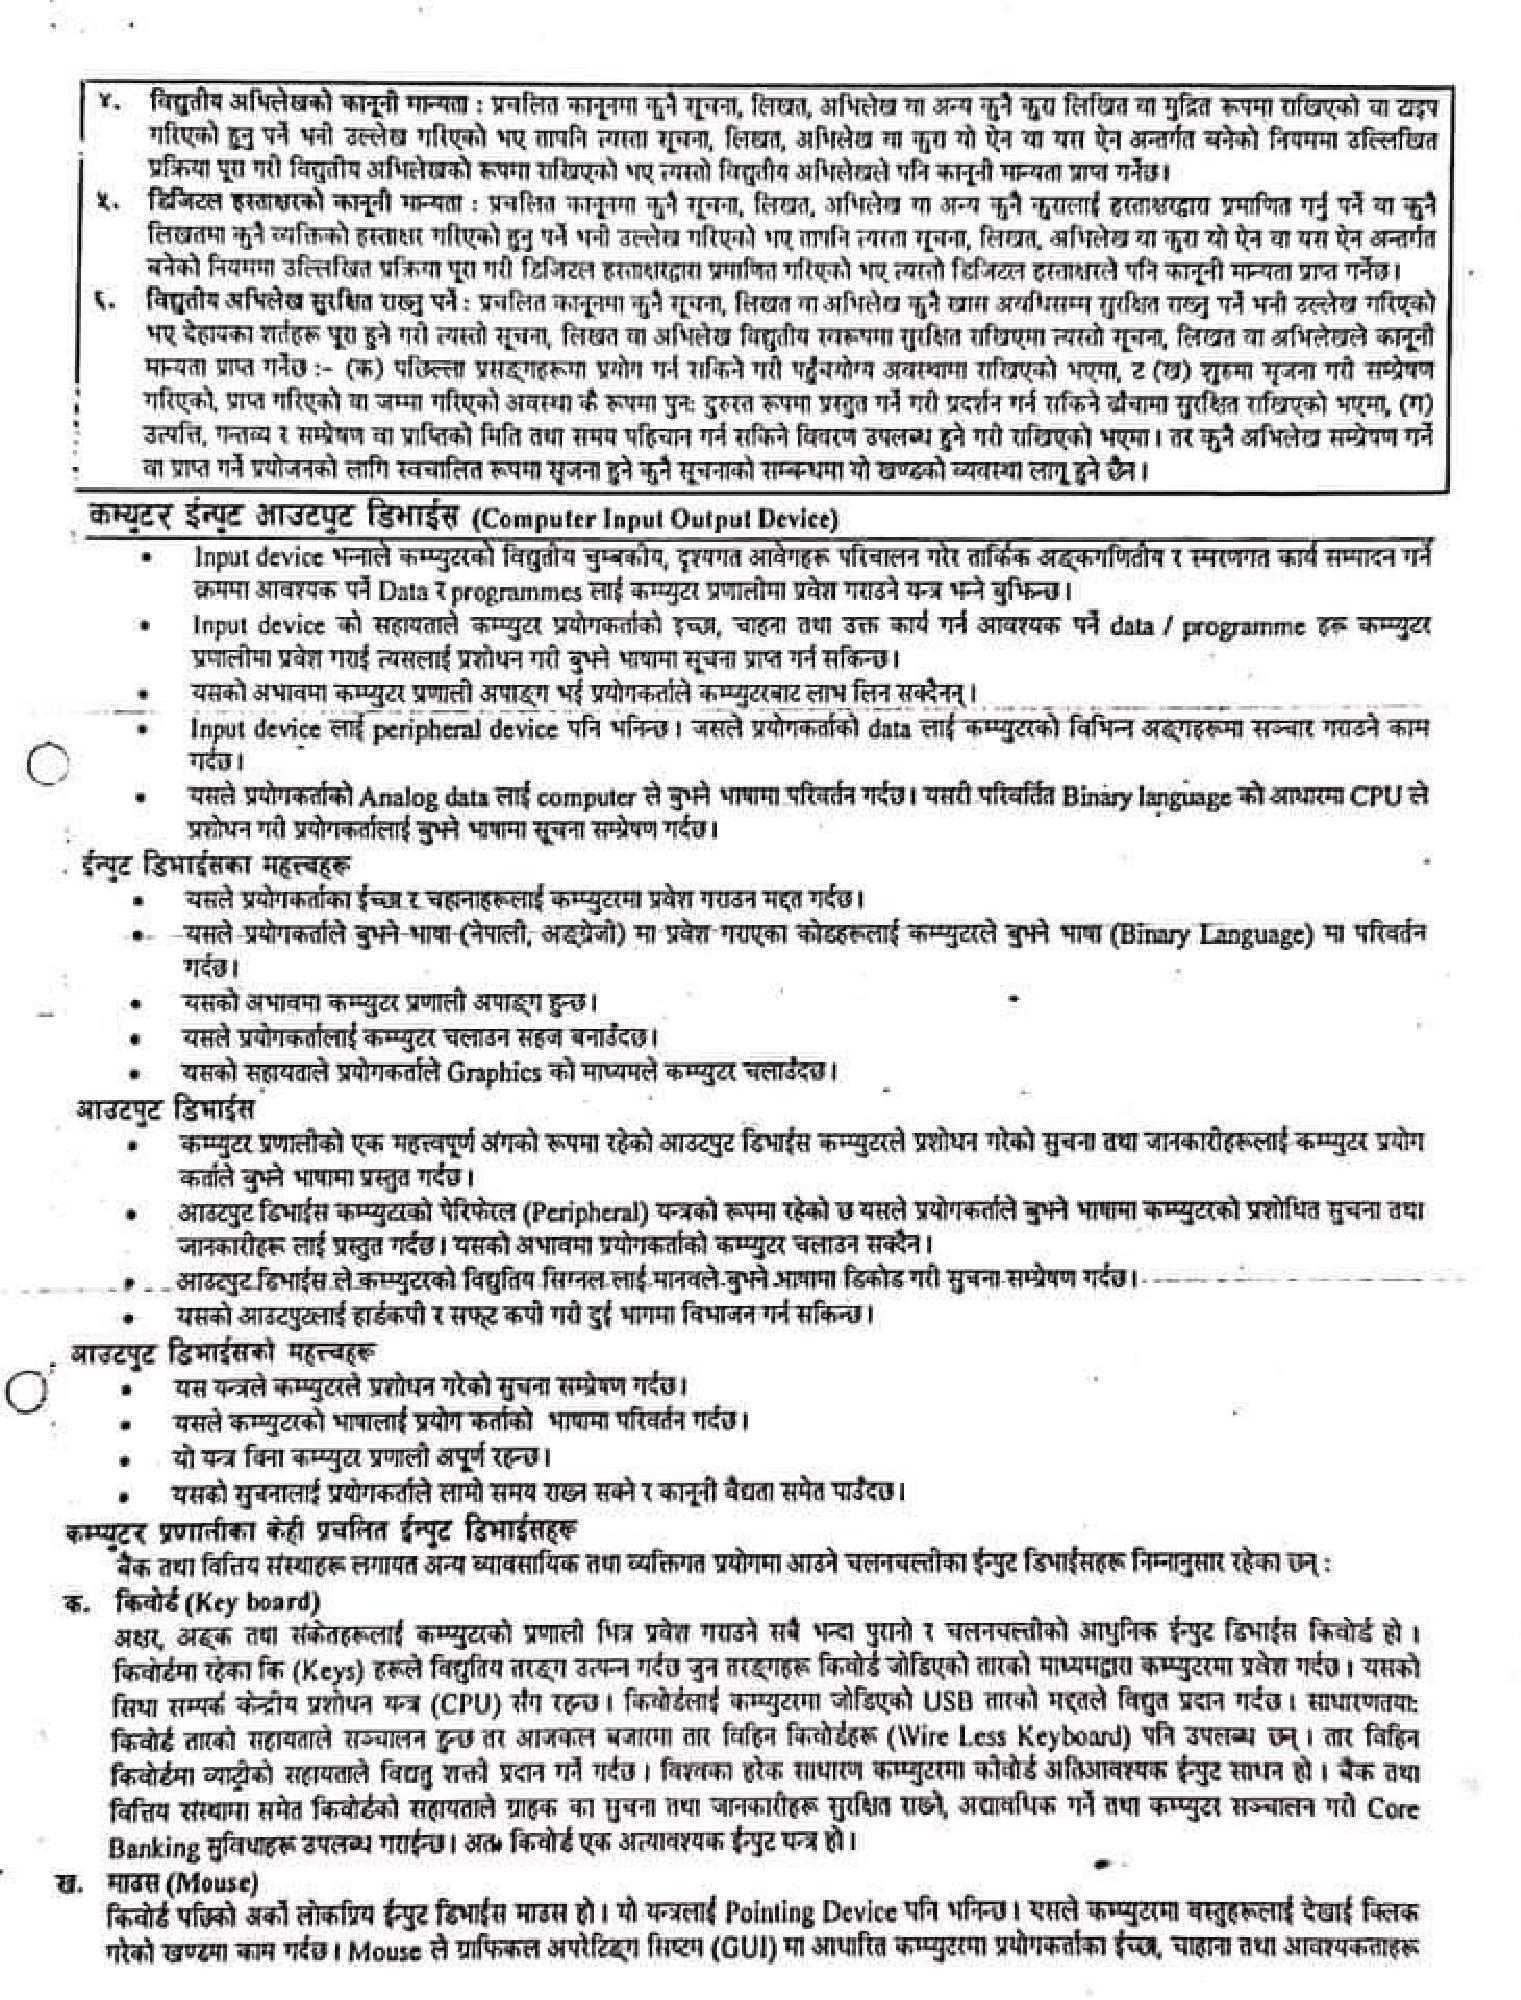 ४. विद्युतीय अभिलेखको कानूनी मान्यता : प्रचलित कानूनमा कुनै सूचना, लिखत, अभिलेख वा अन्य कुनै कुरा लिखित वा मुद्रित रूपमा राखिएको वा टाइप
गरिएको हुनु पर्ने भनी उल्लेख गरिएको भए तापनि त्यस्ता सूचना, लिखत, अभिलेख वा कुरा यो ऐन वा यस ऐन अन्तर्गत बनेको नियममा उल्लिखित
प्रक्रिया पूरा गरी विद्युतीय अभिलेखको रूपमा राखिएको भए त्यस्तो विद्युतीय अभिलेखले पनि कानूनी मान्यता प्राप्त गर्नेछ।
५. डिजिटल हस्ताक्षरको कानूनी मान्यता : प्रचलित कानूनमा कुनै सूचना, लिखत, अभिलेख वा अन्य कुनै कुरालाई हस्ताक्षरद्वारा प्रमाणित गर्नु पर्ने वा कुनै
लिखतमा कुनै व्यक्तिको हस्ताक्षर गरिएको हुनु पर्ने भनी उल्लेख गरिएको भए तापनि त्यस्ता सूचना, लिखत, अभिलेख वा कुरा यो ऐन वा यस ऐन अन्तर्गत
बनेको नियममा उल्लिखित प्रक्रिया पूरा गरी डिजिटल हस्ताक्षरद्वारा प्रमाणित गरिएको भए त्यस्तो डिजिटल हस्ताक्षरले पनि कानूनी मान्यता प्राप्त गर्नेछ।
६. विद्युतीय अभिलेख सुरक्षित राख्नु पर्ने : प्रचलित कानूनमा कुनै सूचना, लिखत वा अभिलेख कुनै खास अवधिसम्म सुरक्षित राख्नु पर्ने भनी उल्लेख गरिएको
भए देहायका शर्तहरू पूरा हुने गरी त्यस्तो सूचना, लिखत वा अभिलेख विद्युतीय स्वरूपमा सुरक्षित राखिएमा त्यस्तो सूचना, लिखत वा अभिलेखले कानूनी
मान्यता प्राप्त गर्नेछ :- (क) पछिल्ला प्रसङ्गहरूमा प्रयोग गर्न सकिने गरी पहुँचयोग्य अवस्थामा राखिएको भएमा, ट (ख) शुरुमा सृजना गरी सम्प्रेषण
गरिएको, प्राप्त गरिएको वा जम्मा गरिएको अवस्था कै रूपमा पुनः दुरुस्त रूपमा प्रस्तुत गर्ने गरी प्रदर्शन गर्न सकिने ढाँचामा सुरक्षित राखिएको भएमा, (ग)
उत्पत्ति, गन्तव्य र सम्प्रेषण वा प्राप्तिको मिति तथा समय पहिचान गर्न सकिने विवरण उपलब्ध हुने गरी राखिएको भएमा। तर कुनै अभिलेख सम्प्रेषण गर्ने
वा प्राप्त गर्ने प्रयोजनको लागि स्वचालित रूपमा सृजना हुने कुनै सूचनाको सम्बन्धमा यो खण्डको व्यवस्था लागू हुने छैन।
कम्युटर ईन्पुट आउटपुट डिभाईस (Computer Input Output Device)
• Input device भन्नाले कम्प्युटरको विद्युतीय चुम्बकीय, दृश्यगत आवेगहरू परिचालन गरेर तार्किक अङ्कगणितीय र स्मरणगत कार्य सम्पादन गर्ने
क्रममा आवश्यक पर्ने Data र programmes लाई कम्प्युटर प्रणालीमा प्रवेश गराउने यन्त्र भन्ने बुझिन्छ।
• Input device को सहायताले कम्प्युटर प्रयोगकर्ताको इच्छा, चाहना तथा उक्त कार्य गर्न आवश्यक पर्ने data / programme हरू कम्प्युटर
प्रणालीमा प्रवेश गराई त्यसलाई प्रशोधन गरी बुझ्ने भाषामा सूचना प्राप्त गर्न सकिन्छ।
• यसको अभावमा कम्प्युटर प्रणाली अपाङ्ग भई प्रयोगकर्ताले कम्प्युटरबाट लाभ लिन सक्दैनन्।
• Input device लाई peripheral device पनि भनिन्छ। जसले प्रयोगकर्ताको data लाई कम्प्युटरको विभिन्न अङ्गहरूमा सञ्चार गराउने काम
गर्दछ।
• यसले प्रयोगकर्ताको Analog data लाई computer ले बुझ्ने भाषामा परिवर्तन गर्दछ। यसरी परिवर्तित Binary language को आधारमा CPU ले
प्रशोधन गरी प्रयोगकर्तालाई बुझ्ने भाषामा सूचना सम्प्रेषण गर्दछ।
ईन्पुट डिभाईसका महत्त्वहरू
• यसले प्रयोगकर्ताका ईच्छा र चहानाहरूलाई कम्प्युटरमा प्रवेश गराउन मद्दत गर्दछ।
• यसले प्रयोगकर्ताले बुझ्ने भाषा (नेपाली, अङ्ग्रेजी) मा प्रवेश गराएका कोडहरूलाई कम्प्युटरले बुझ्ने भाषा (Binary Language) मा परिवर्तन
गर्दछ।
• यसको अभावमा कम्प्युटर प्रणाली अपाङ्ग हुन्छ।
• यसले प्रयोगकर्तालाई कम्प्युटर चलाउन सहज बनाउँदछ।
• यसको सहायताले प्रयोगकर्ताले Graphics को माध्यमले कम्प्युटर चलाउँदछ।
आउटपुट डिभाईस
• कम्प्युटर प्रणालीको एक महत्त्वपूर्ण अंगको रूपमा रहेको आउटपुट डिभाईस कम्प्युटरले प्रशोधन गरेको सुचना तथा जानकारीहरूलाई कम्प्युटर प्रयोग
कर्ताले बुझ्ने भाषामा प्रस्तुत गर्दछ।
• आउटपुट डिभाईस कम्प्युटरको पेरिफेरल (Peripheral) यन्त्रको रूपमा रहेको छ यसले प्रयोगकर्ताले बुझ्ने भाषामा कम्प्युटरको प्रशोधित सुचना तथा
जानकारीहरू लाई प्रस्तुत गर्दछ। यसको अभावमा प्रयोगकर्ताको कम्प्युटर चलाउन सक्दैन।
• आउटपुट डिभाईस ले कम्प्युटरको विद्युतिय सिग्नल लाई मानवले बुझ्ने भाषामा डिकोड गरी सुचना सम्प्रेषण गर्दछ।
• यसको आउटपुटलाई हार्डकपी र सफ्ट कपी गरी दुई भागमा विभाजन गर्न सकिन्छ।
आउटपुट डिभाईसको महत्त्वहरू
• यस यन्त्रले कम्प्युटरले प्रशोधन गरेको सुचना सम्प्रेषण गर्दछ।
• यसले कम्प्युटरको भाषालाई प्रयोग कर्ताको भाषामा परिवर्तन गर्दछ।
• यो यन्त्र विना कम्प्युटर प्रणाली अपूर्ण रहन्छ।
• यसको सुचनालाई प्रयोगकर्ताले लामो समय राख्न सक्ने र कानूनी वैद्यता समेत पाउँदछ।
कम्प्युटर प्रणालीका केही प्रचलित ईन्पुट डिभाईसहरू
बैंक तथा वित्तिय संस्थाहरू लगायत अन्य व्यावसायिक तथा व्यक्तिगत प्रयोगमा आउने चलनचल्तीका ईन्पुट डिभाईसहरू निम्नानुसार रहेका छन् :
क. किवोर्ड (Key board)
अक्षर, अङ्क तथा संकेतहरूलाई कम्प्युटरको प्रणाली भित्र प्रवेश गराउने सबै भन्दा पुरानो र चलनचल्तीको आधुनिक ईन्पुट डिभाईस किवोर्ड हो ।
किवोर्डमा रहेका कि (Keys) हरूले विद्युतिय तरङ्ग उत्पन्न गर्दछ जुन तरङ्गहरू किवोर्ड जोडिएको तारको माध्यमद्वारा कम्प्युटरमा प्रवेश गर्दछ । यसको
सिधा सम्पर्क केन्द्रीय प्रशोधन यन्त्र (CPU) सँग रहन्छ । किवोर्डलाई कम्प्युटरमा जोडिएको USB तारको मद्दतले विद्युत प्रदान गर्दछ । साधारणतयाः
किवोर्ड तारको सहायताले सञ्चालन हुन्छ तर आजकल बजारमा तार विहिन किवोर्डहरू (Wire Less Keyboard) पनि उपलब्ध छन् । तार विहिन
किवोर्डमा व्याट्रीको सहायताले विद्यतु शक्ती प्रदान गर्ने गर्दछ । विश्वका हरेक साधारण कम्प्युटरमा कीवोर्ड अतिआवश्यक ईन्पुट साधन हो । बैंक तथा
वित्तिय संस्थामा समेत किवोर्डको सहायताले ग्राहक का सुचना तथा जानकारीहरू सुरक्षित राख्ने, अद्यावधिक गर्ने तथा कम्प्युटर सञ्चालन गरी Core
Banking सुविधाहरू उपलब्ध गराईन्छ। अतः किवोर्ड एक अत्यावश्यक ईन्पुट यन्त्र हो।
ख. माउस (Mouse)
किवोर्ड पछिको अर्को लोकप्रिय ईन्पुट डिभाईस माउस हो। यो यन्त्रलाई Pointing Device पनि भनिन्छ। यसले कम्प्युटरमा वस्तुहरूलाई देखाई क्लिक
गरेको खण्डमा काम गर्दछ। Mouse ले ग्राफिकल अपरेटिङ्ग सिष्टम (GUI) मा आधारित कम्प्युटरमा प्रयोगकर्ताका ईच्छा, चाहाना तथा आवश्यकताहरू